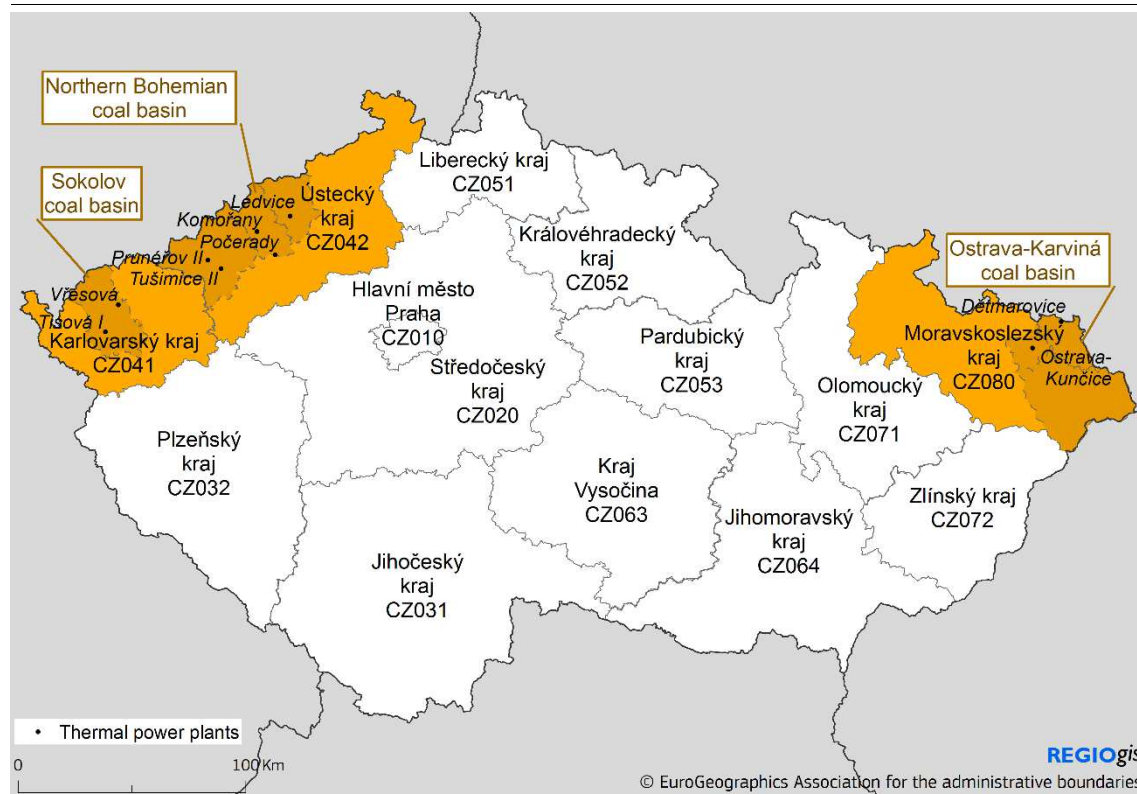 Northern Bohemian
coal basin
Sokolov
coal basin
Ledvice
Komořany
Počerady
Prunéřov II
Tušimice II
Vřesová
Tisová I
Ústecký
kraj
CZ042
Karlovarský kraj
CZ041
Liberecký kraj
CZ051
Královéhradecký
kraj
CZ052
Hlavní město
Praha
CZ010
Středočeský
kraj
CZ020
Pardubický
kraj
CZ053
Ostrava-Karviná
coal basin
Dětmarovice
Moravskoslezský
kraj
CZ080
Ostrava-
Kunčice
Olomoucký
kraj
CZ071
Plzeňský
kraj
CZ032
Kraj
Vysočina
CZ063
Zlínský kraj
CZ072
Jihomoravský
kraj
CZ064
Jihočeský
kraj
CZ031
• Thermal power plants
0 100 Km
REGIOgis
© EuroGeographics Association for the administrative boundaries